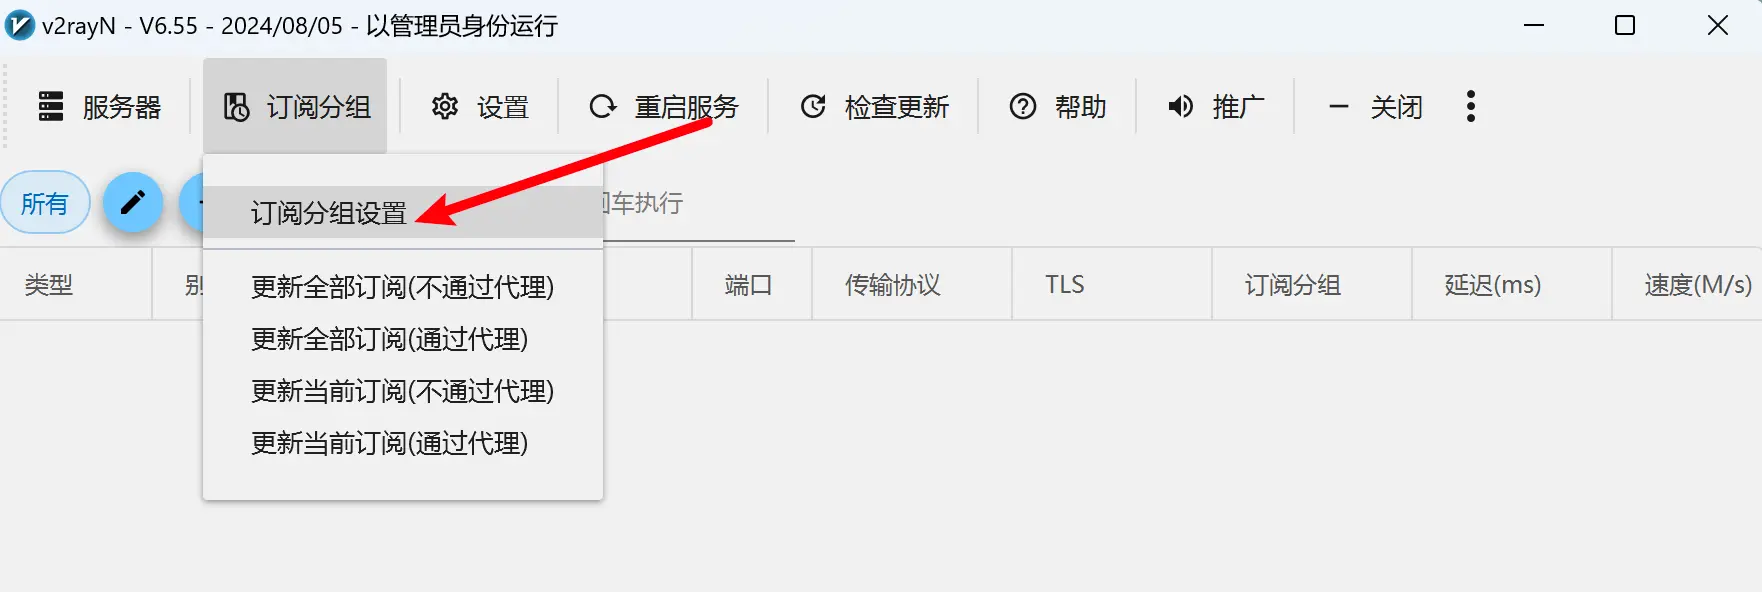 v2rayN - V6.55 - 2024/08/05 - 以管理员身份运行
服务器 订阅分组 设置 重启服务 检查更新 帮助 推广 关闭
所有 车执行
订阅分组设置
类型 端口 传输协议 TLS 订阅分组 延迟(ms) 速度(M/s)
更新全部订阅(不通过代理)
更新全部订阅(通过代理)
更新当前订阅(不通过代理)
更新当前订阅(通过代理)